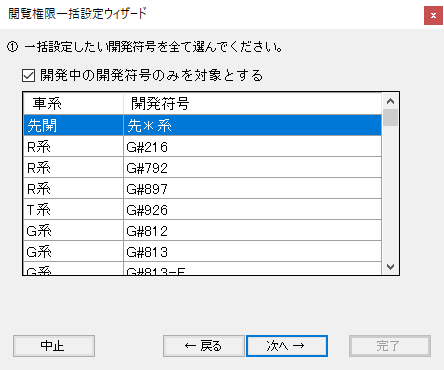 閲覧権限一括設定ウィザード
① 一括設定したい開発符号を全て選んでください。
開発中の開発符号のみを対象とする
車系 開発符号
先開 先＊系
R系 G#216
R系 G#792
R系 G#897
T系 G#926
G系 G#812
G系 G#813
G系 G#813-F
中止 ← 戻る 次へ → 完了